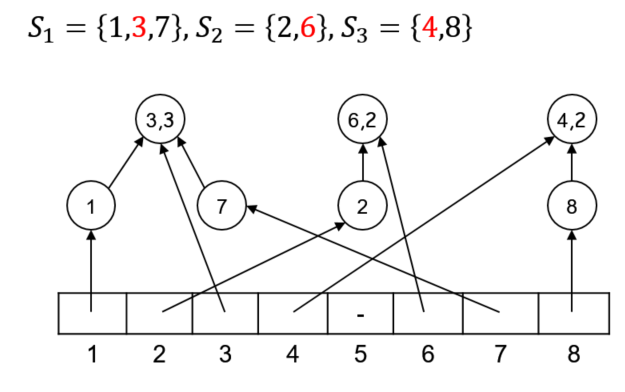 S₁ = {1,3,7}, S₂ = {2,6}, S₃ = {4,8}
3,3 6,2 4,2
1 7 2 8
-
1 2 3 4 5 6 7 8